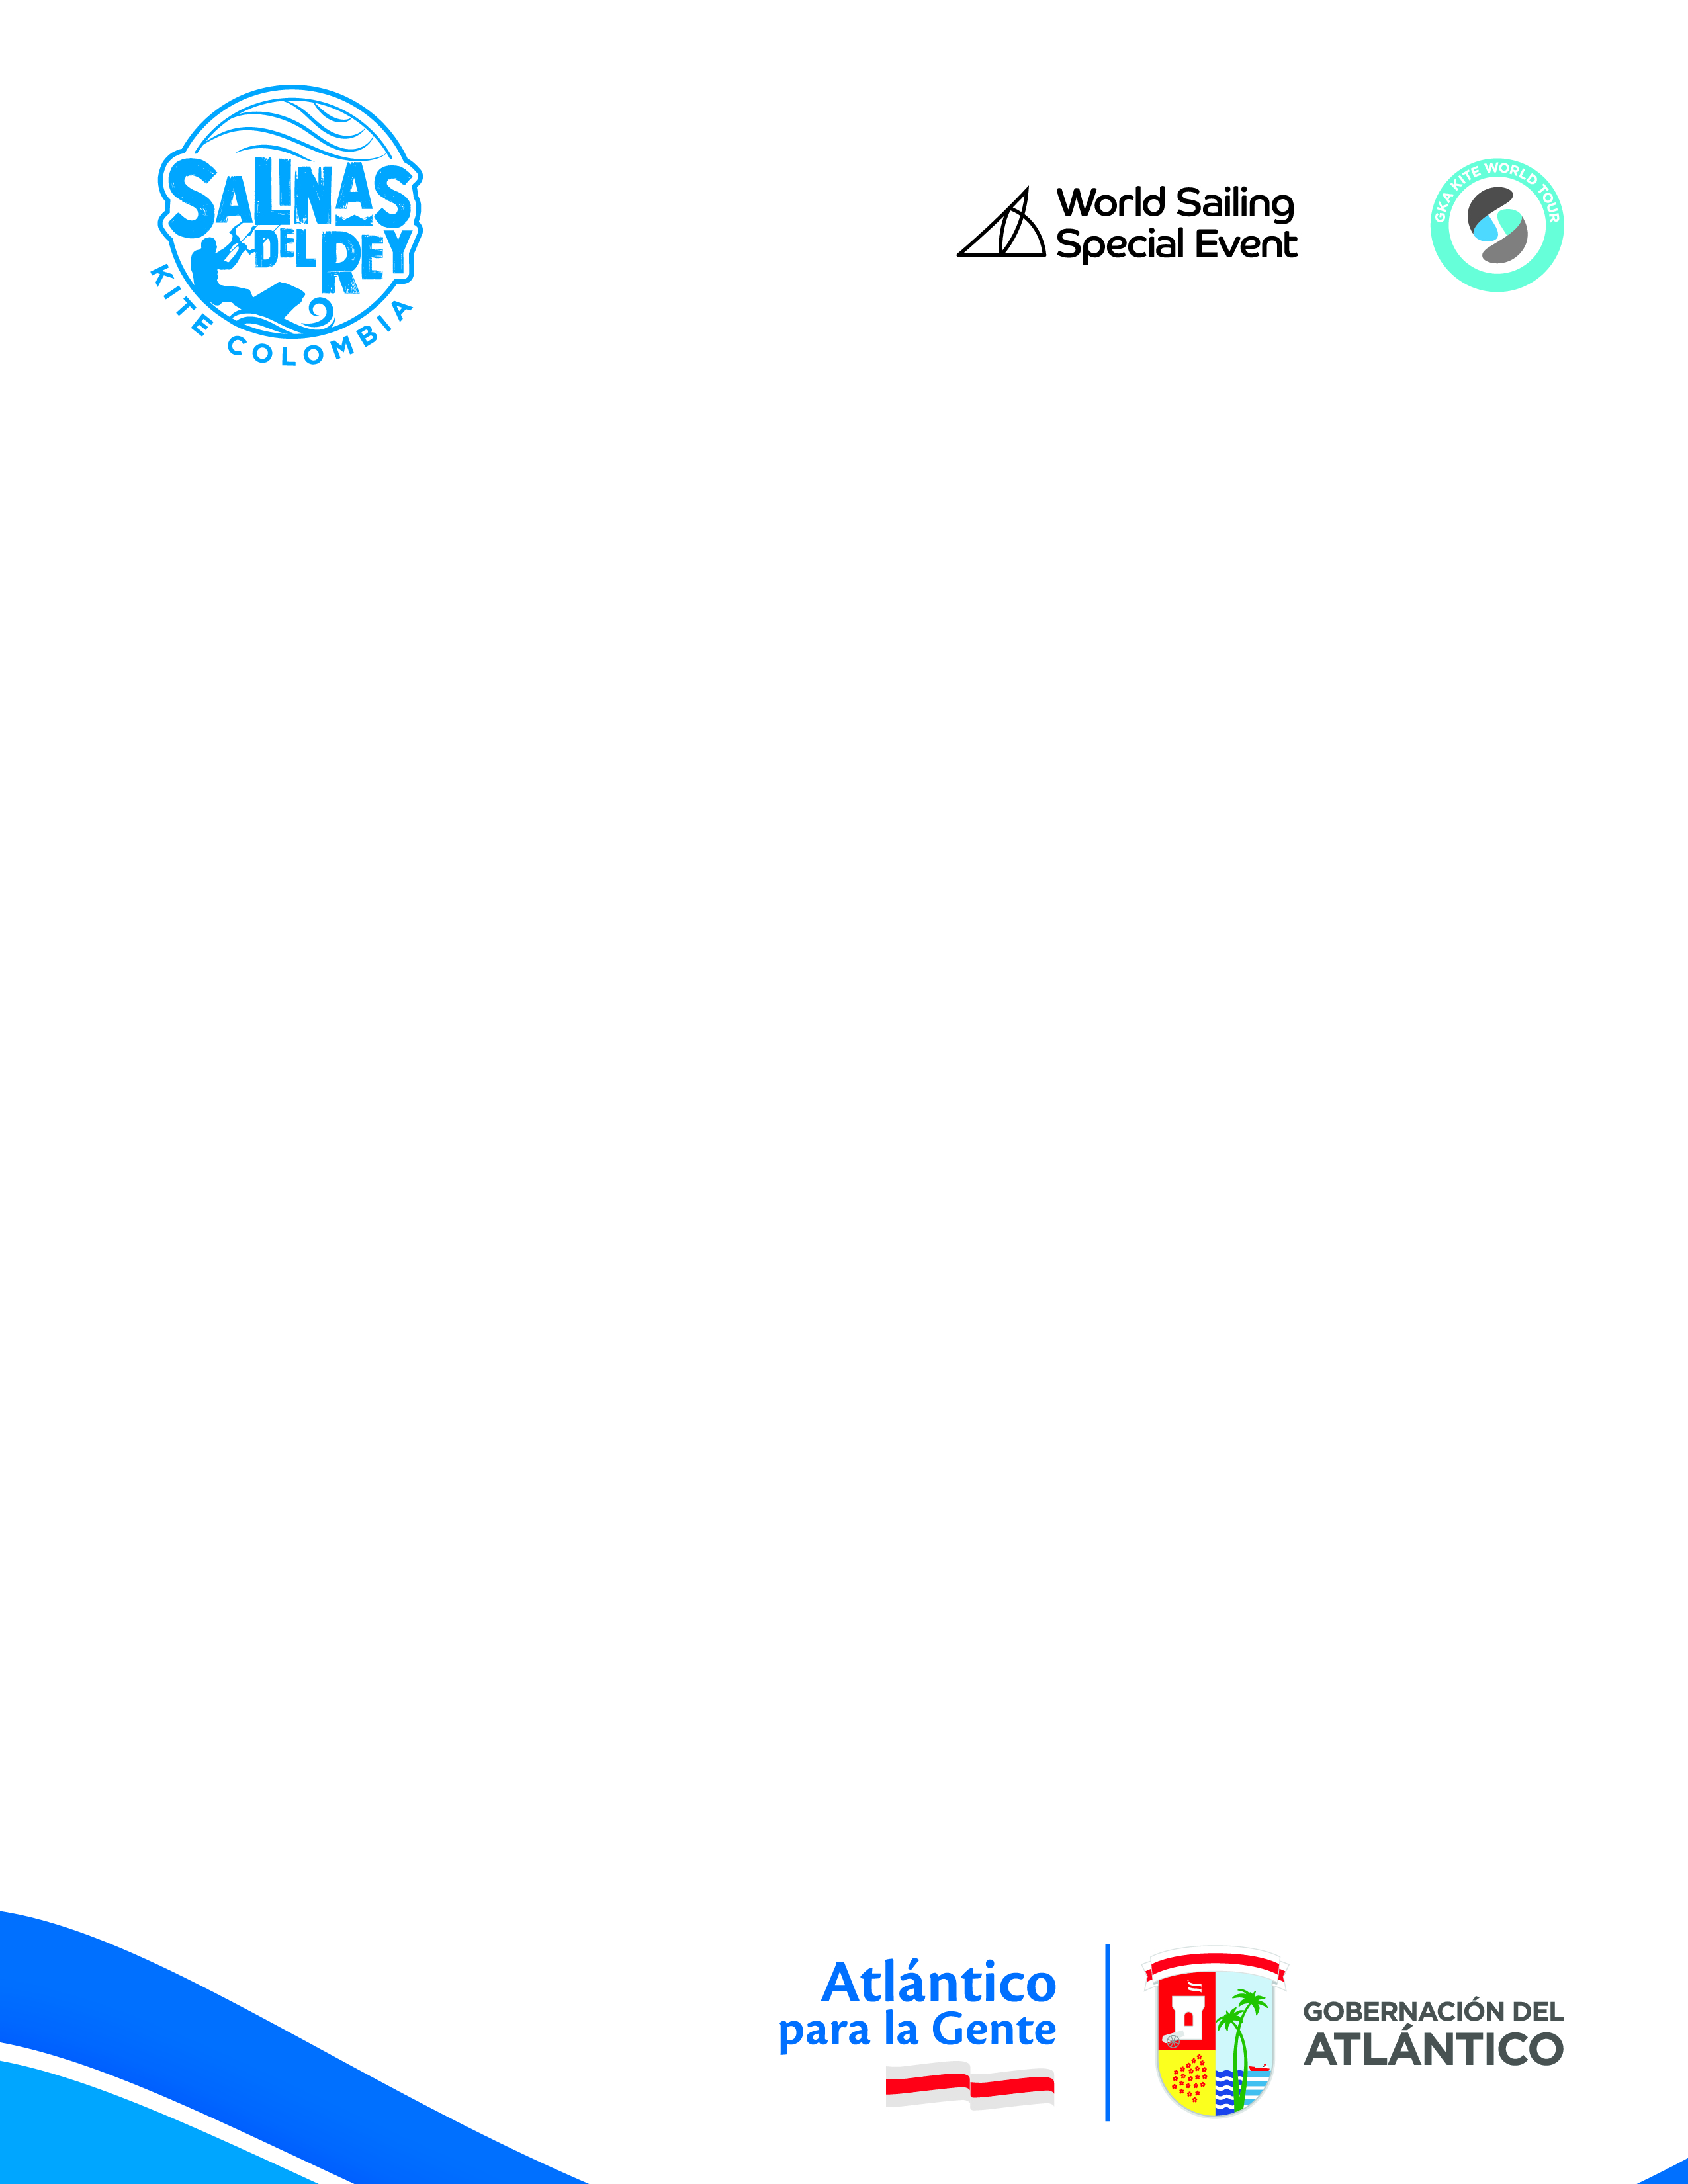 SALINAS
DEL REY
KITE COLOMBIA
World Sailing
Special Event
GKA KITE WORLD TOUR
Atlántico
para la Gente
GOBERNACIÓN DEL
ATLÁNTICO